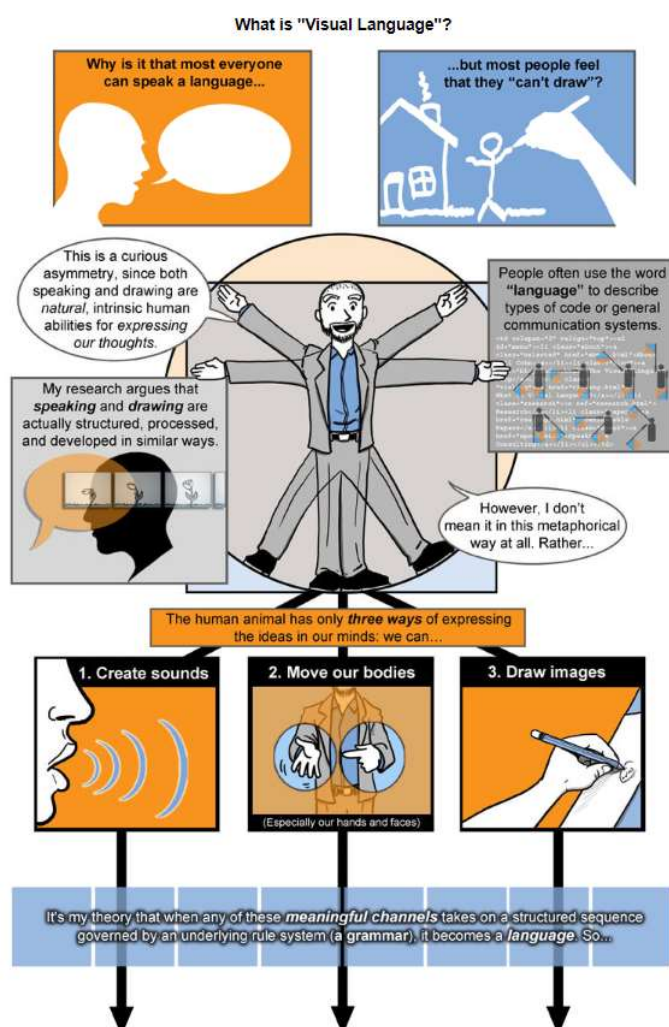 What is "Visual Language"?
Why is it that most everyone
can speak a language...
...but most people feel
that they “can't draw”?
This is a curious
asymmetry, since both
speaking and drawing are
natural, intrinsic human
abilities for expressing
our thoughts.
People often use the word
“language” to describe
types of code or general
communication systems.
My research argues that
speaking and drawing are
actually structured, processed,
and developed in similar ways.
However, I don't
mean it in this metaphorical
way at all. Rather...
The human animal has only three ways of expressing
the ideas in our minds: we can…
1. Create sounds
2. Move our bodies
(Especially our hands and faces)
3. Draw images
It's my theory that when any of these meaningful channels takes on a structured sequence
governed by an underlying rule system (a grammar), it becomes a language. So...